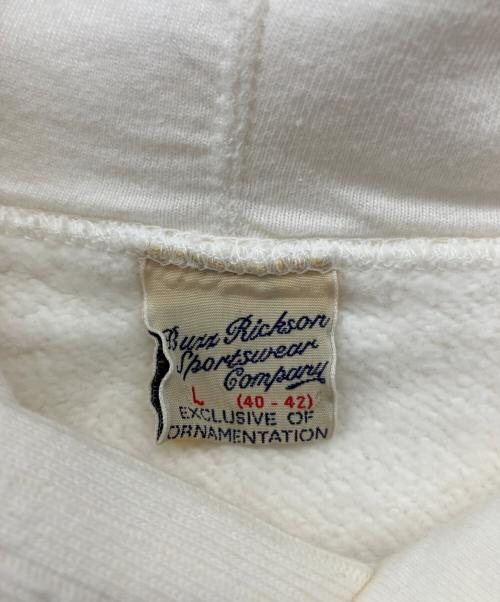 Buzz Rickson
Sportswear
Company
L (40 - 42)
EXCLUSIVE OF
ORNAMENTATION